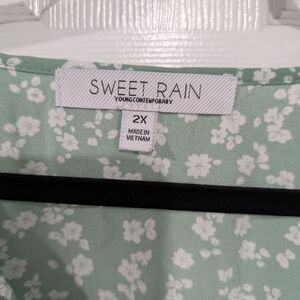 SWEET RAIN
YOUNGCONTEMPORARY
2X
MADE IN
VIETNAM